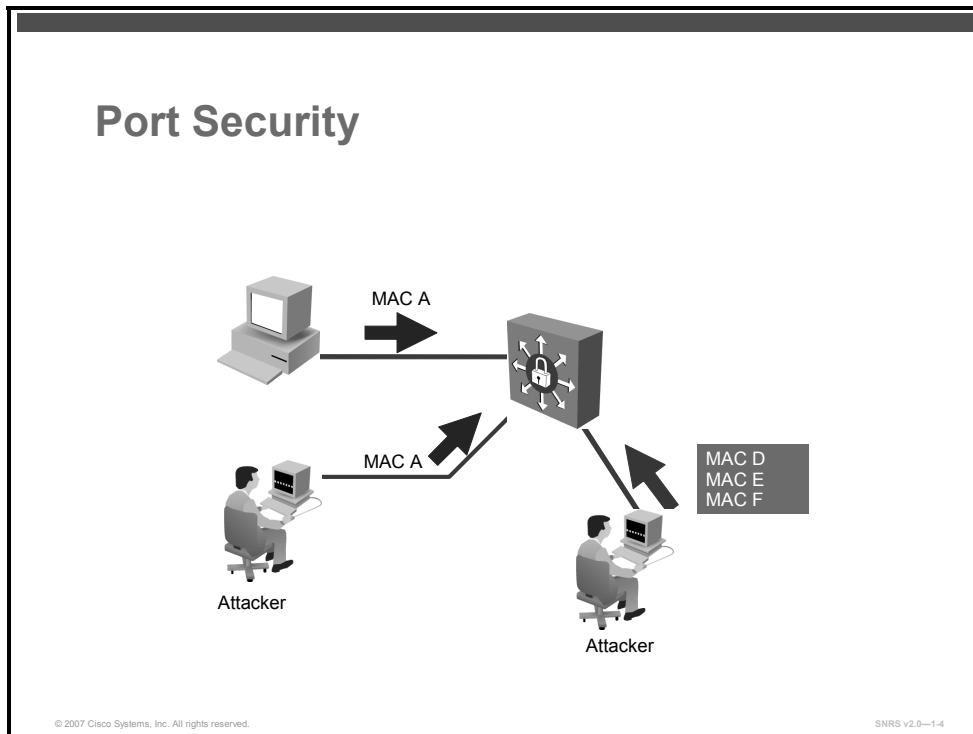 Port Security
MAC A
MAC A
MAC D
MAC E
MAC F
Attacker
Attacker
© 2007 Cisco Systems, Inc. All rights reserved.
SNRS v2.0—1-4